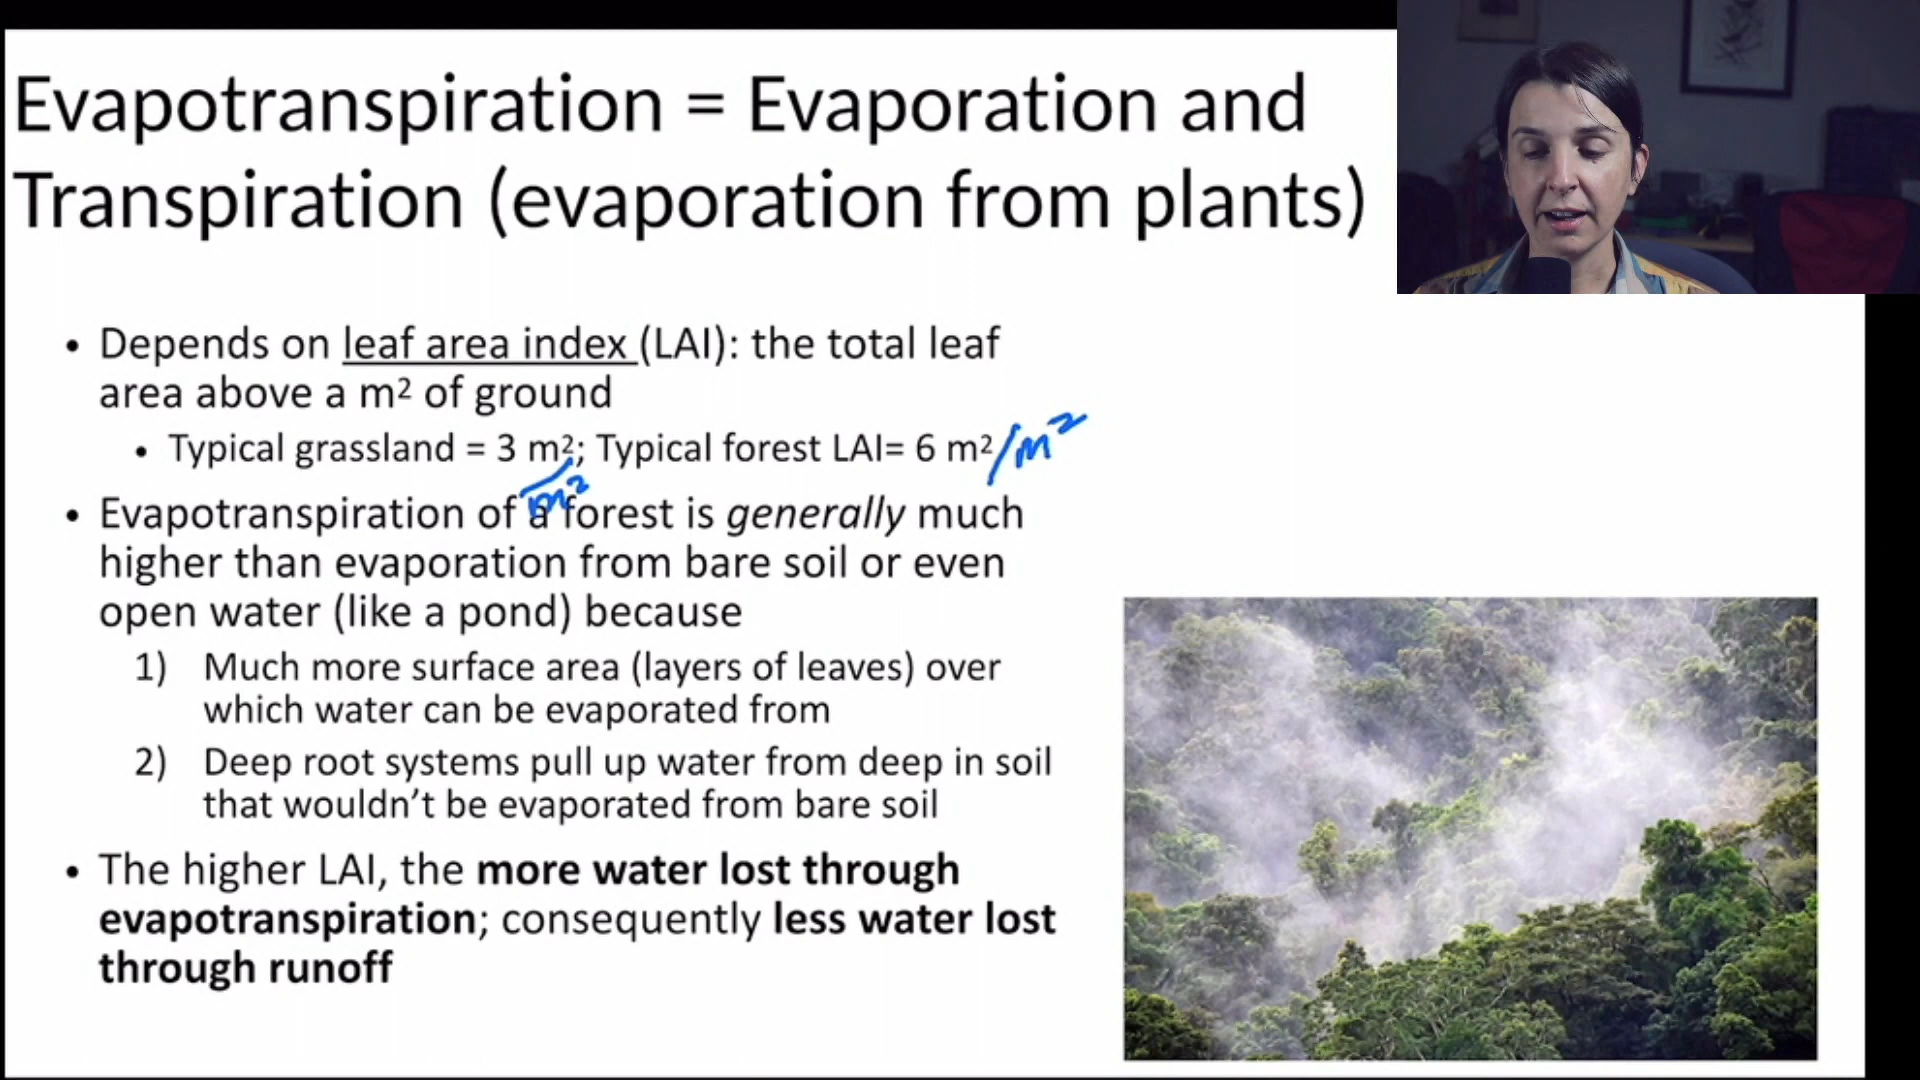 Evapotranspiration = Evaporation and
Transpiration (evaporation from plants)
• Depends on leaf area index (LAI): the total leaf
area above a m² of ground
• Typical grassland = 3 m²; Typical forest LAI= 6 m² /m²
m²
• Evapotranspiration of a forest is generally much
higher than evaporation from bare soil or even
open water (like a pond) because
1) Much more surface area (layers of leaves) over
which water can be evaporated from
2) Deep root systems pull up water from deep in soil
that wouldn’t be evaporated from bare soil
• The higher LAI, the more water lost through
evapotranspiration; consequently less water lost
through runoff